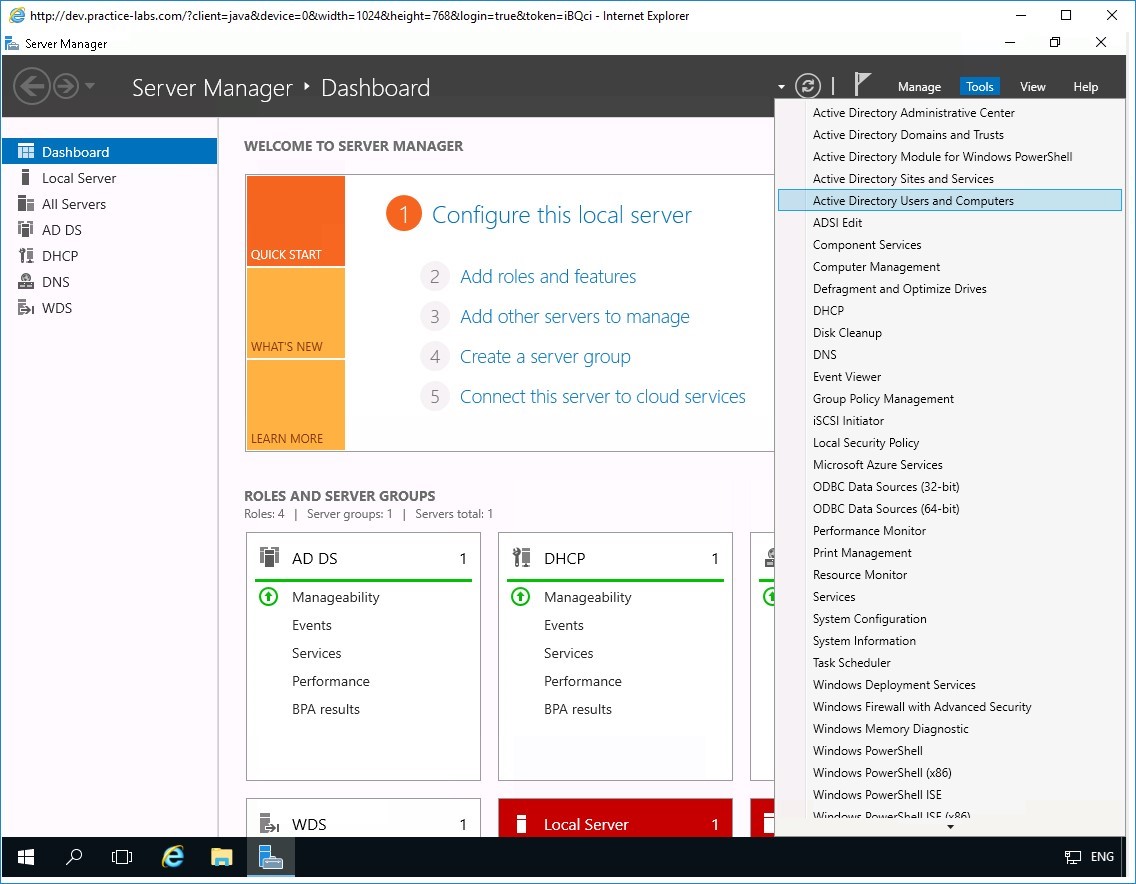 http://dev.practice-labs.com/?client=java&device=0&width=1024&height=768&login=true&token=iBQci - Internet Explorer
Server Manager
Server Manager
Dashboard
Manage
Tools
View
Help
Dashboard
Local Server
All Servers
AD DS
DHCP
DNS
WDS
WELCOME TO SERVER MANAGER
QUICK START
WHAT'S NEW
LEARN MORE
1 Configure this local server
2 Add roles and features
3 Add other servers to manage
4 Create a server group
5 Connect this server to cloud services
ROLES AND SERVER GROUPS
Roles: 4 | Server groups: 1 | Servers total: 1
AD DS 1
Manageability
Events
Services
Performance
BPA results
DHCP 1
Manageability
Events
Services
Performance
BPA results
WDS 1
Local Server 1
Active Directory Administrative Center
Active Directory Domains and Trusts
Active Directory Module for Windows PowerShell
Active Directory Sites and Services
Active Directory Users and Computers
ADSI Edit
Component Services
Computer Management
Defragment and Optimize Drives
DHCP
Disk Cleanup
DNS
Event Viewer
Group Policy Management
iSCSI Initiator
Local Security Policy
Microsoft Azure Services
ODBC Data Sources (32-bit)
ODBC Data Sources (64-bit)
Performance Monitor
Print Management
Resource Monitor
Services
System Configuration
System Information
Task Scheduler
Windows Deployment Services
Windows Firewall with Advanced Security
Windows Memory Diagnostic
Windows PowerShell
Windows PowerShell (x86)
Windows PowerShell ISE
Windows PowerShell ISE (x86)
ENG